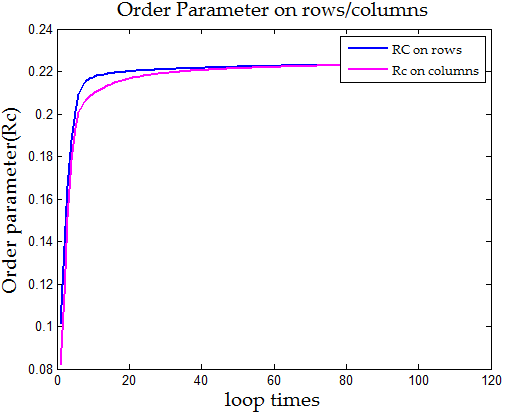 Order Parameter on rows/columns
0.24
0.22
0.2
0.18
0.16
0.14
0.12
0.1
0.08
Order parameter(Rc)
RC on rows
Rc on columns
0 20 40 60 80 100 120
loop times